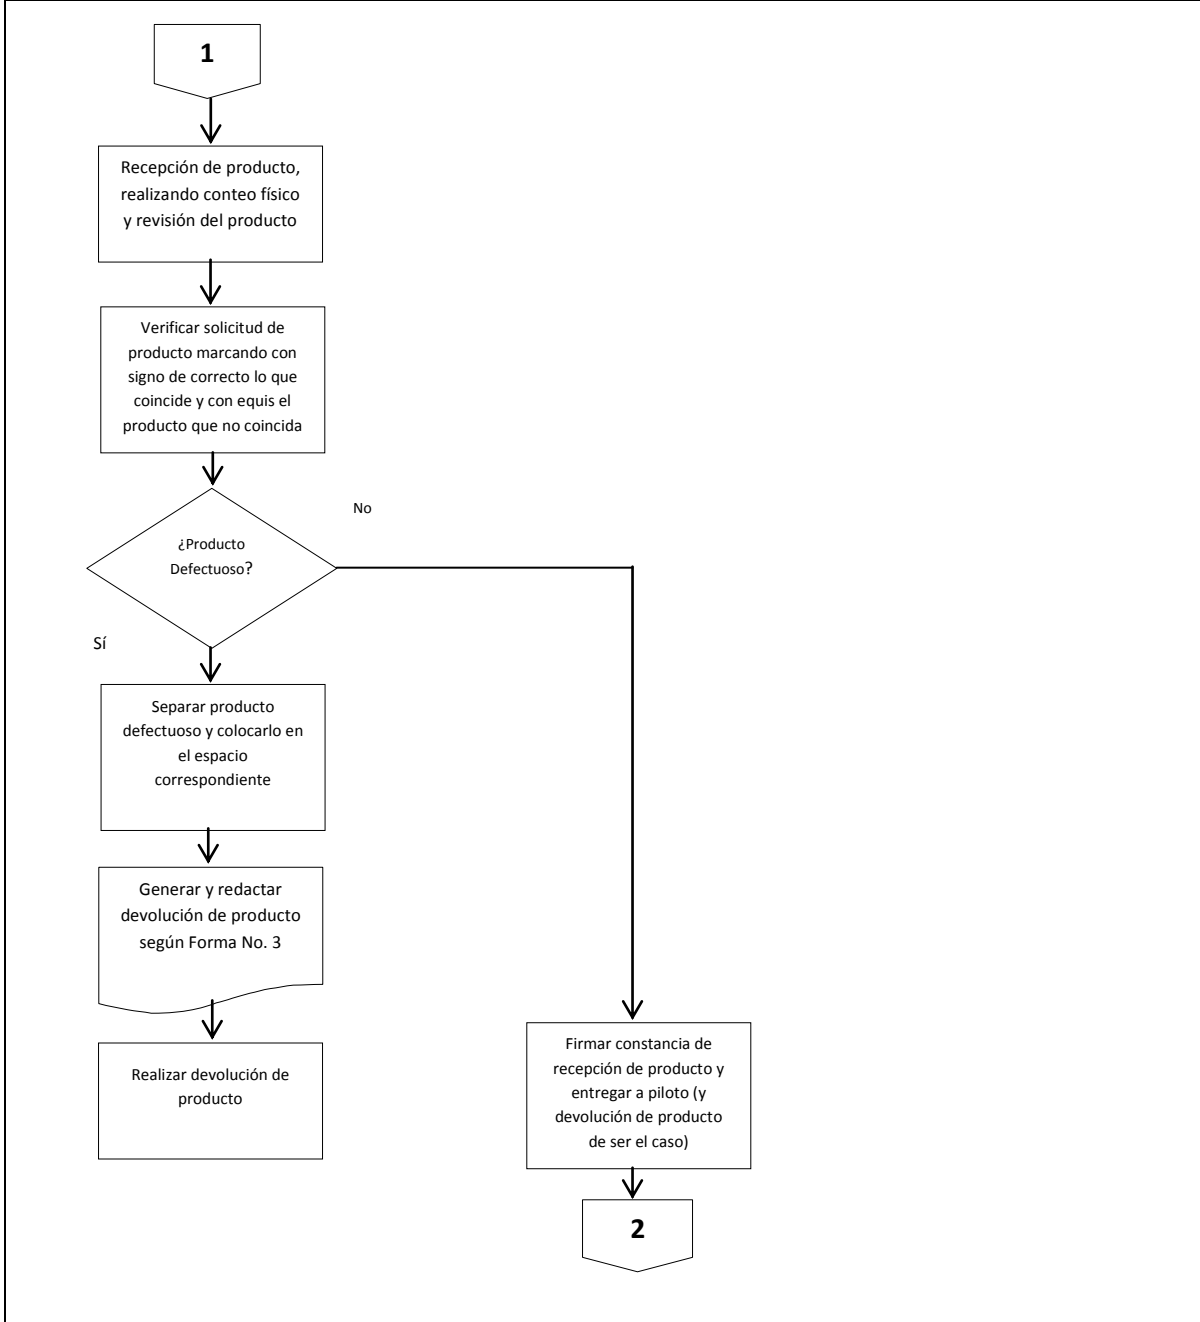 1
Recepción de producto,
realizando conteo físico
y revisión del producto
Verificar solicitud de
producto marcando con
signo de correcto lo que
coincide y con equis el
producto que no coincida
No
¿Producto
Defectuoso?
Sí
Separar producto
defectuoso y colocarlo en
el espacio
correspondiente
Generar y redactar
devolución de producto
según Forma No. 3
Realizar devolución de
producto
Firmar constancia de
recepción de producto y
entregar a piloto (y
devolución de producto
de ser el caso)
2